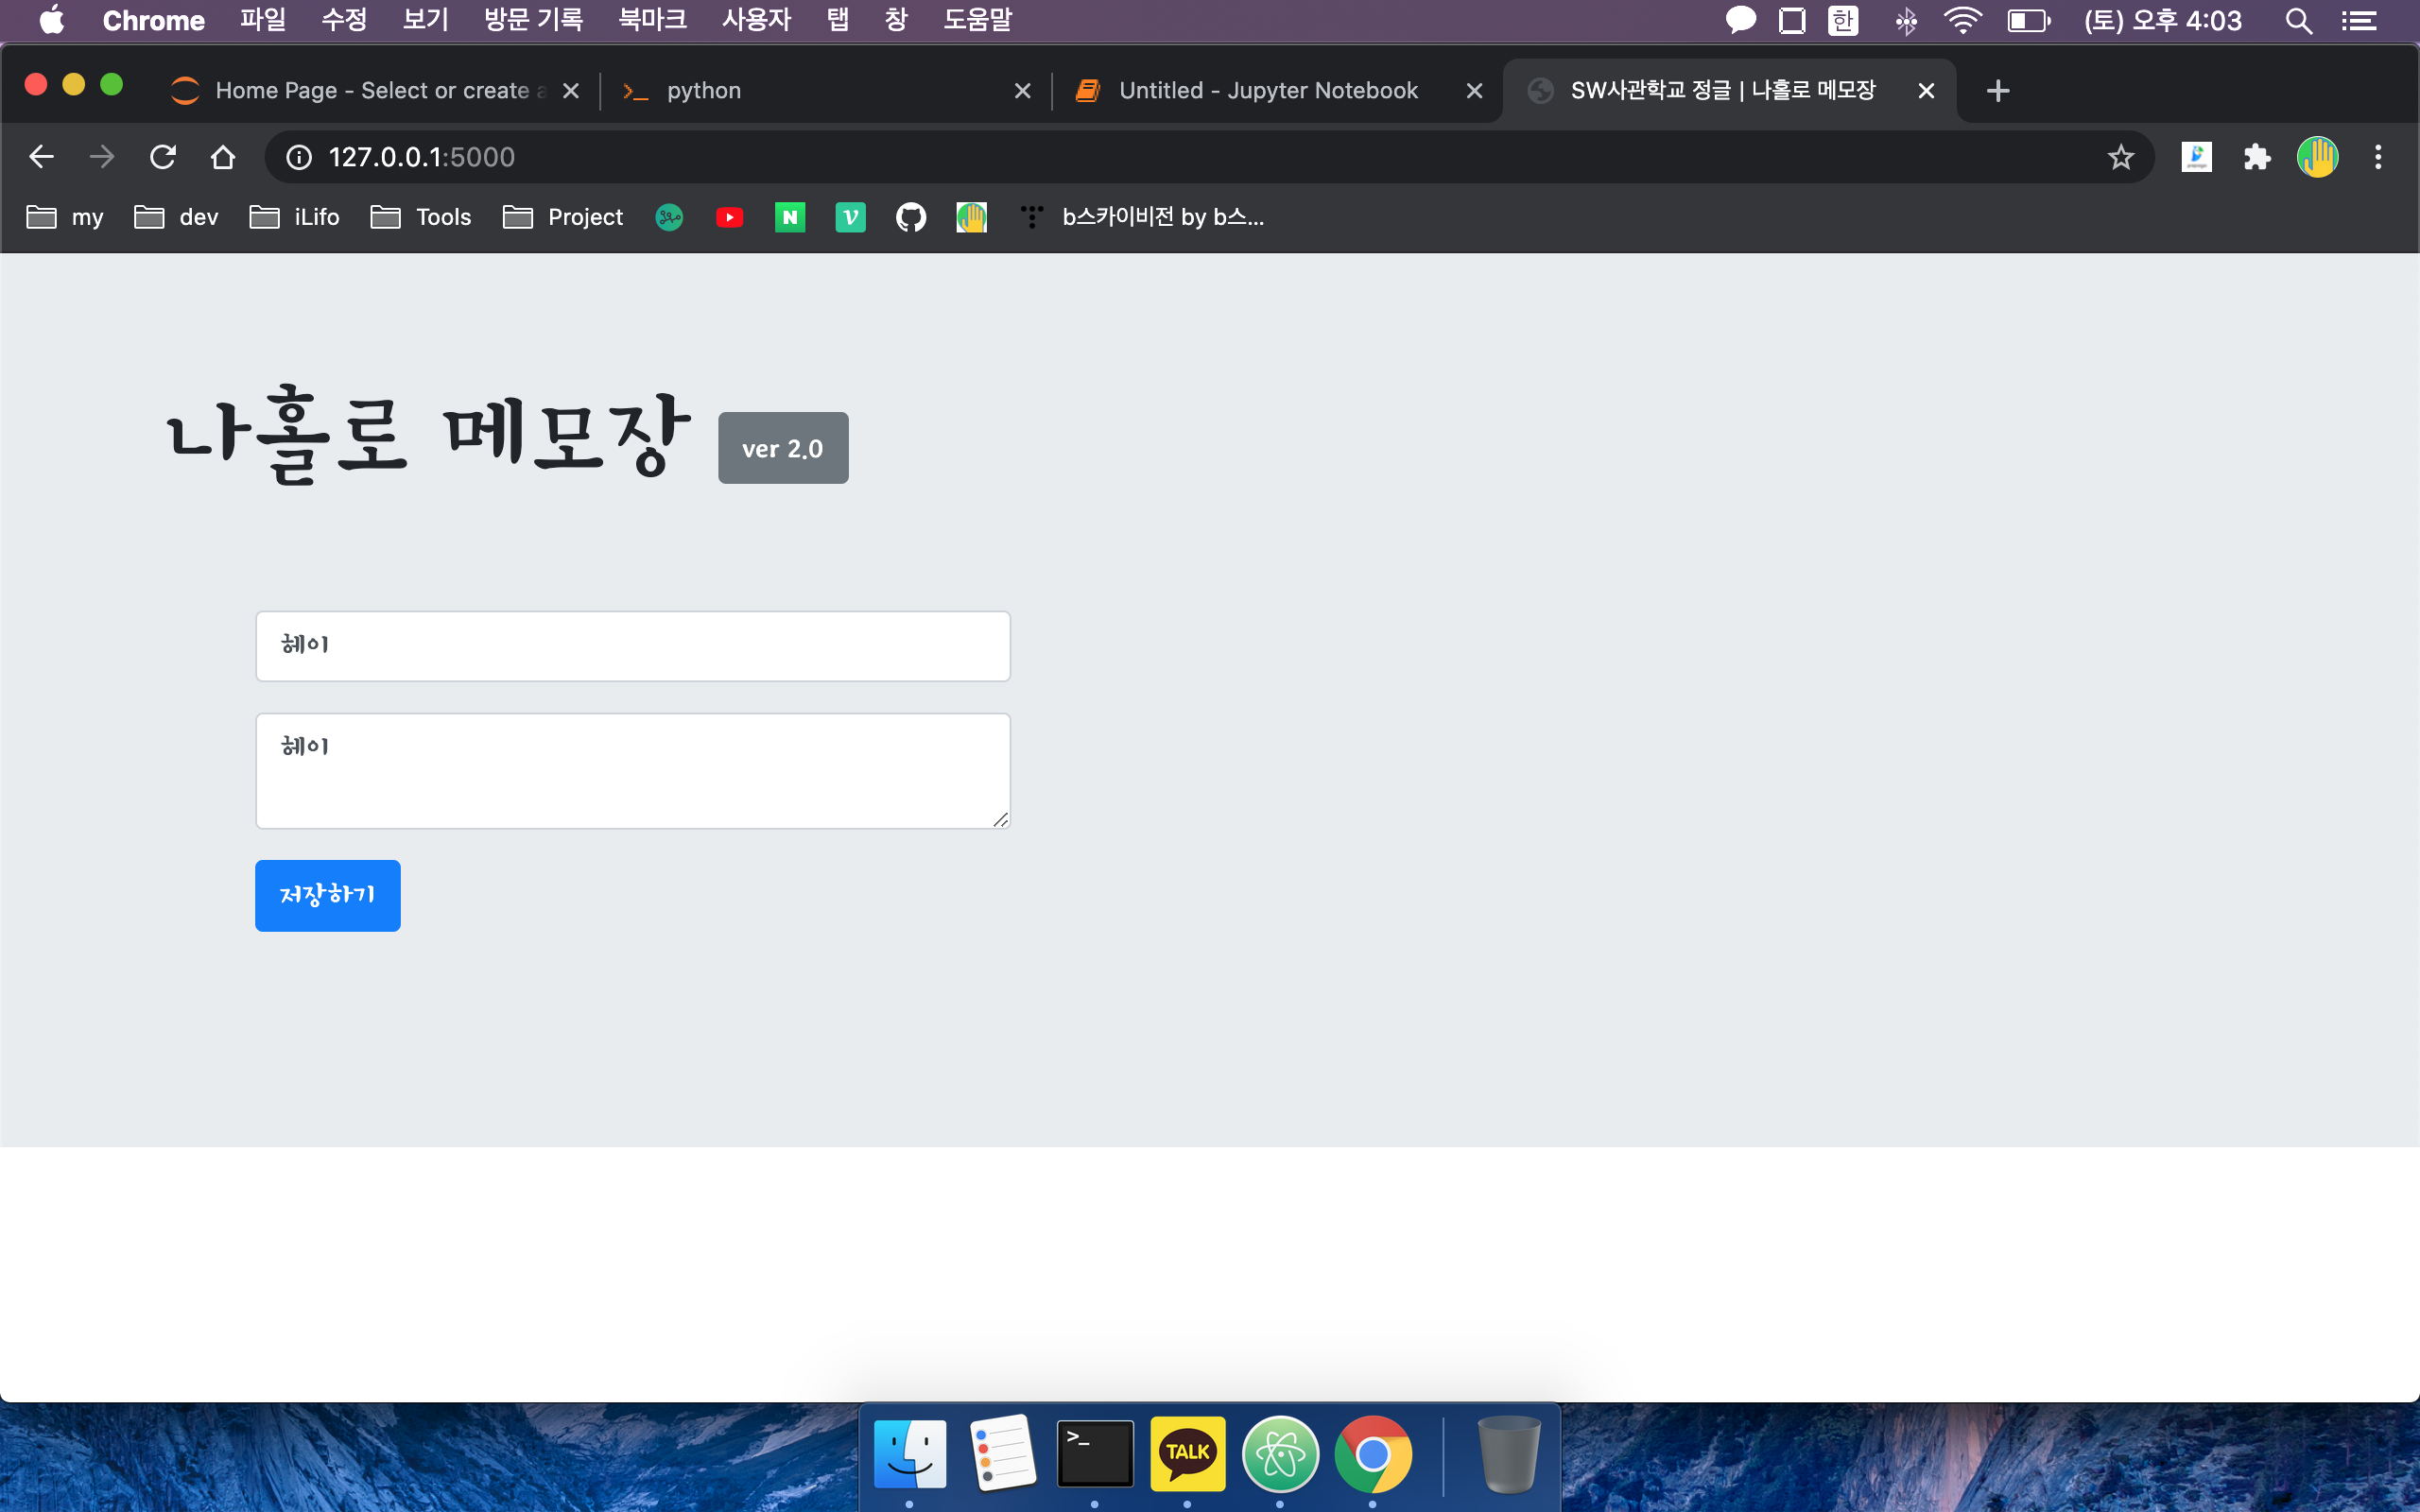 Chrome 파일 수정 보기 방문 기록 북마크 사용자 탭 창 도움말 한 (토) 오후 4:03
Home Page - Select or create a python Untitled - Jupyter Notebook SW사관학교 정글 | 나홀로 메모장
127.0.0.1:5000
my dev iLifo Tools Project N V b스카이비전 by b스...
나홀로 메모장 ver 2.0
헤이
헤이
저장하기
>_ TALK